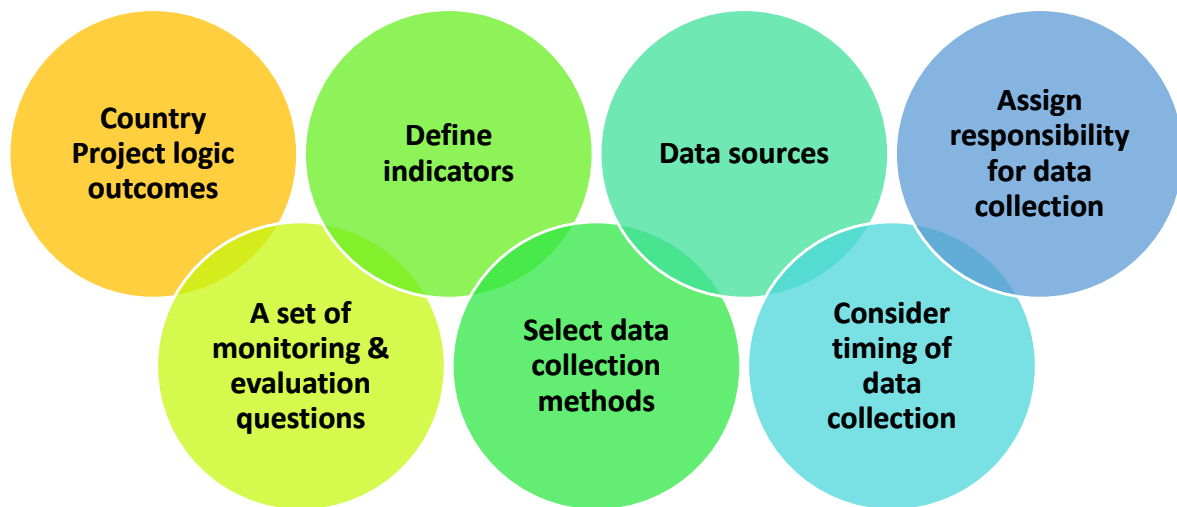 Country
Project logic
outcomes
A set of
monitoring &
evaluation
questions
Define
indicators
Select data
collection
methods
Data sources
Consider
timing of
data
collection
Assign
responsibility
for data
collection